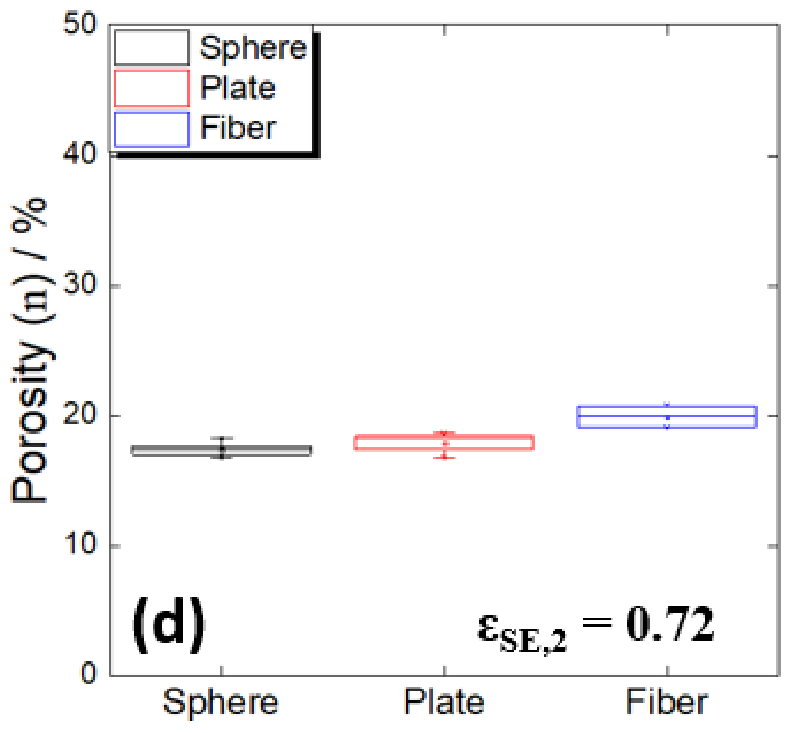 50
40
30
20
10
0
Porosity (n) / %
Sphere
Plate
Fiber
(d)
εSE,2 = 0.72
Sphere Plate Fiber